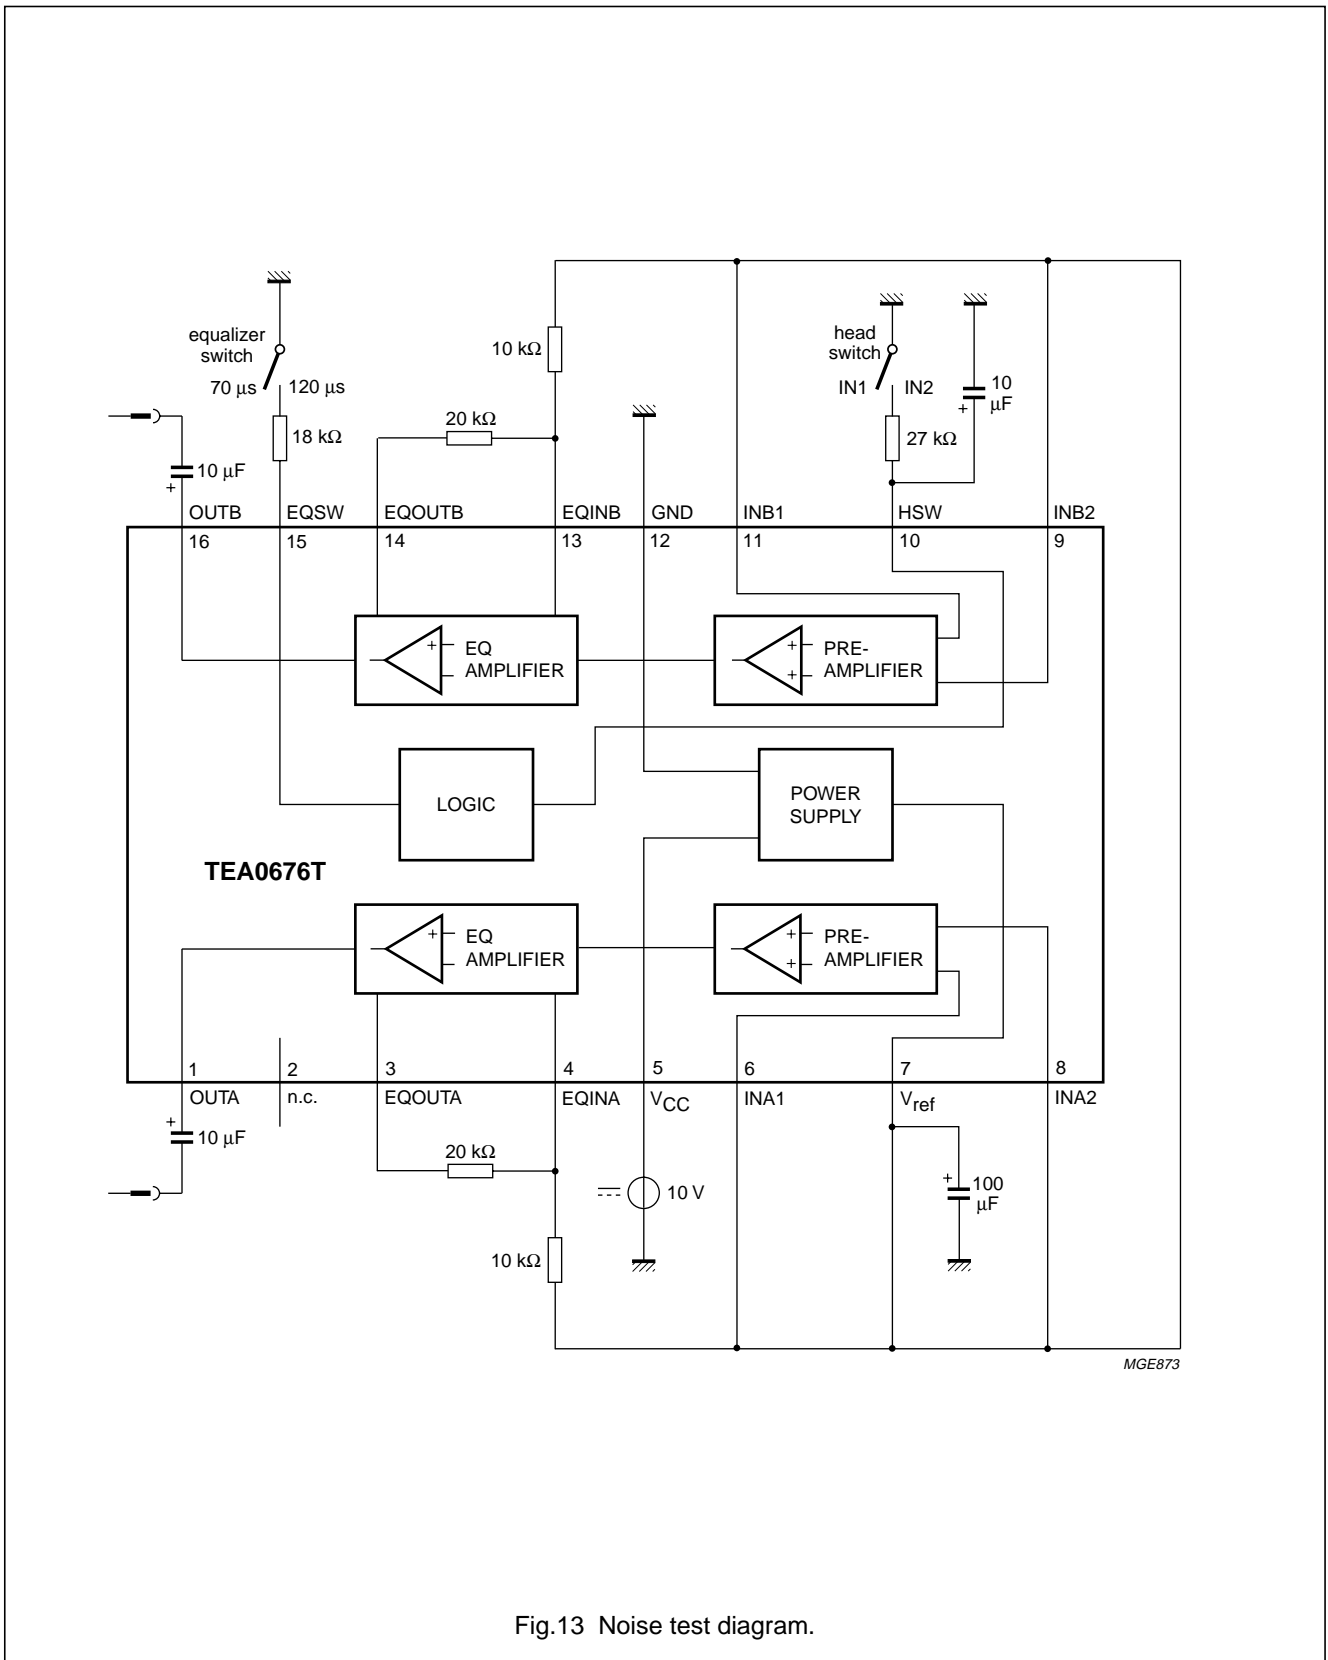 equalizer
switch
70 μs
120 μs
18 kΩ
10 kΩ
20 kΩ
head
switch
IN1
IN2
10
μF
27 kΩ
10 μF
+
+
OUTB
EQSW
EQOUTB
EQINB
GND
INB1
HSW
INB2
16
15
14
13
12
11
10
9
+
EQ
AMPLIFIER
+
+
PRE-
AMPLIFIER
LOGIC
POWER
SUPPLY
TEA0676T
+
EQ
AMPLIFIER
+
+
PRE-
AMPLIFIER
1
2
3
4
5
6
7
8
OUTA
n.c.
EQOUTA
EQINA
VCC
INA1
Vref
INA2
+
10 μF
20 kΩ
10 V
+
100
μF
10 kΩ
MGE873
Fig.13 Noise test diagram.